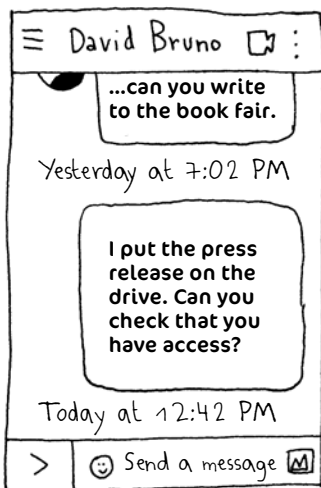 David Bruno
...can you write
to the book fair.
Yesterday at 7:02 PM
I put the press
release on the
drive. Can you
check that you
have access?
Today at 12:42 PM
Send a message